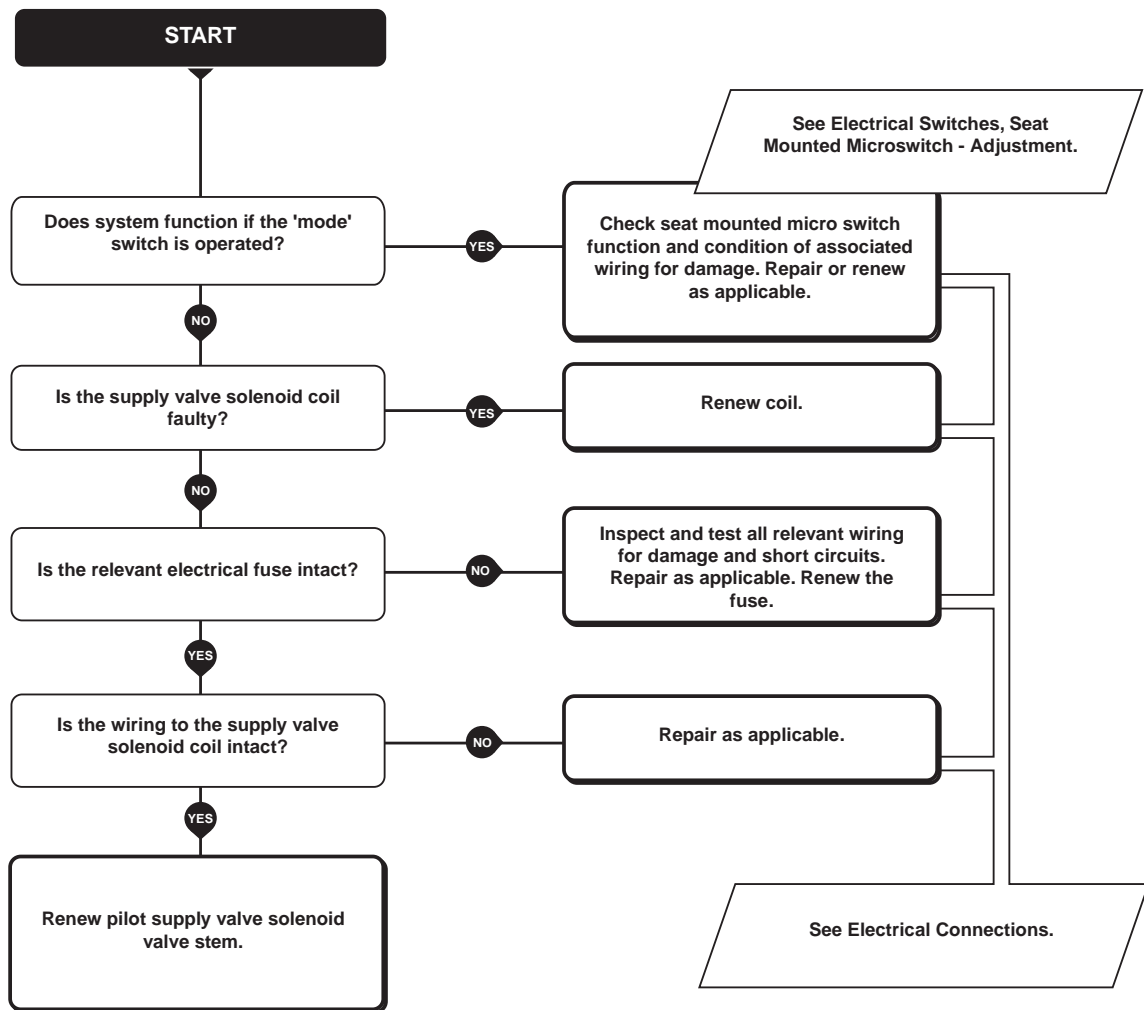 START
See Electrical Switches, Seat
Mounted Microswitch - Adjustment.
Does system function if the 'mode'
switch is operated?
YES
Check seat mounted micro switch
function and condition of associated
wiring for damage. Repair or renew
as applicable.
NO
Is the supply valve solenoid coil
faulty?
YES
Renew coil.
NO
Is the relevant electrical fuse intact?
NO
Inspect and test all relevant wiring
for damage and short circuits.
Repair as applicable. Renew the
fuse.
YES
Is the wiring to the supply valve
solenoid coil intact?
NO
Repair as applicable.
YES
Renew pilot supply valve solenoid
valve stem.
See Electrical Connections.